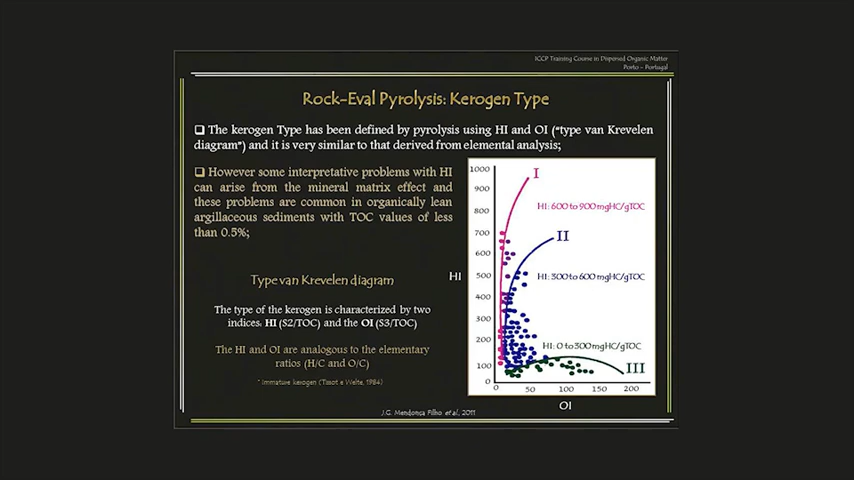 ICCP Training Course in Dispersed Organic Matter
Porto – Portugal
Rock-Eval Pyrolysis: Kerogen Type
❑ The kerogen Type has been defined by pyrolysis using HI and OI ("type van Krevelen
diagram") and it is very similar to that derived from elemental analysis;
❑ However some interpretative problems with HI
can arise from the mineral matrix effect and
these problems are common in organically lean
argillaceous sediments with TOC values of less
than 0.5%;
Type van Krevelen diagram
The type of the kerogen is characterized by two
indices: HI (S2/TOC) and the OI (S3/TOC)
The HI and OI are analogous to the elementary
ratios (H/C and O/C)
* Immature kerogen (Tissot e Welte, 1984)
1000
900
800
700
600
500
400
300
200
100
0
HI
I
HI: 600 to 900 mgHC/gTOC
II
HI: 300 to 600 mgHC/gTOC
HI: 0 to 300 mgHC/gTOC
III
0 50 100 150 200
OI
J.G. Mendonça Filho et al., 2011